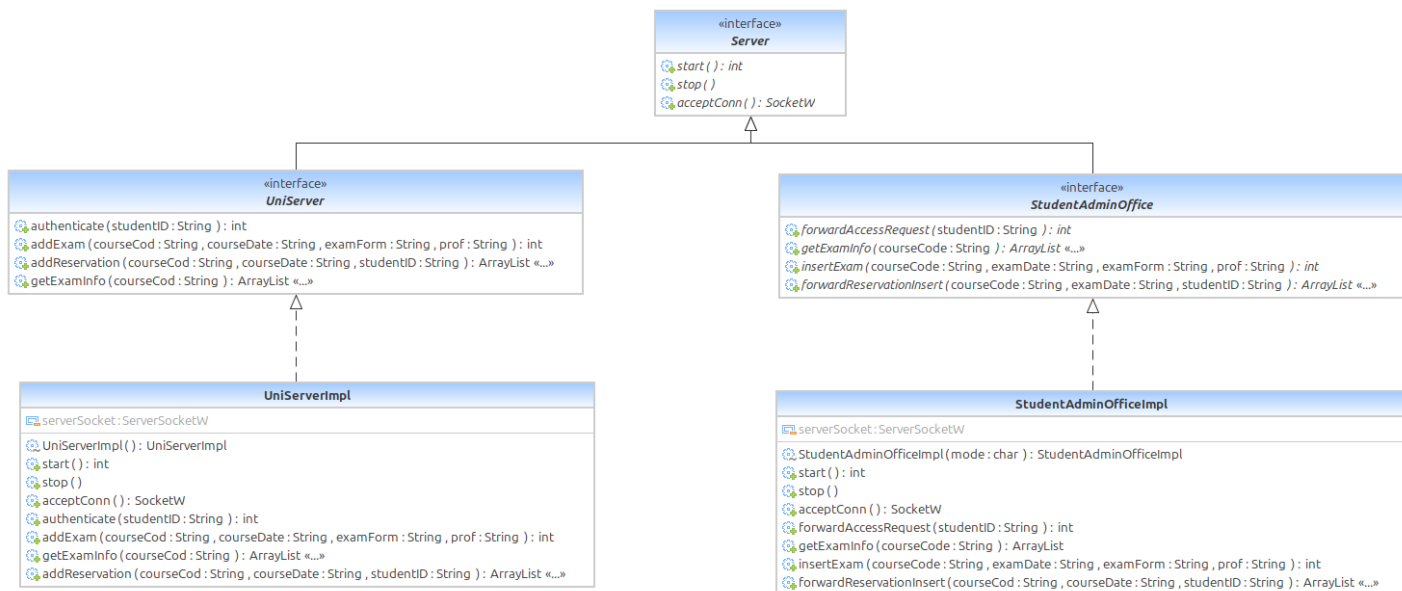 «interface»
Server
start ( ) : int
stop ( )
acceptConn ( ) : SocketW
«interface»
UniServer
authenticate ( studentID : String ) : int
addExam ( courseCod : String , courseDate : String , examForm : String , prof : String ) : int
addReservation ( courseCod : String , courseDate : String , studentID : String ) : ArrayList «...»
getExamInfo ( courseCod : String ) : ArrayList «...»
«interface»
StudentAdminOffice
forwardAccessRequest ( studentID : String ) : int
getExamInfo ( courseCode : String ) : ArrayList «...»
insertExam ( courseCode : String , examDate : String , examForm : String , prof : String ) : int
forwardReservationInsert ( courseCode : String , examDate : String , studentID : String ) : ArrayList «...»
UniServerImpl
serverSocket : ServerSocketW
UniServerImpl ( ) : UniServerImpl
start ( ) : int
stop ( )
acceptConn ( ) : SocketW
authenticate ( studentID : String ) : int
addExam ( courseCod : String , courseDate : String , examForm : String , prof : String ) : int
getExamInfo ( courseCod : String ) : ArrayList «...»
addReservation ( courseCod : String , courseDate : String , studentID : String ) : ArrayList «...»
StudentAdminOfficeImpl
serverSocket : ServerSocketW
StudentAdminOfficeImpl ( mode : char ) : StudentAdminOfficeImpl
start ( ) : int
stop ( )
acceptConn ( ) : SocketW
forwardAccessRequest ( studentID : String ) : int
getExamInfo ( courseCode : String ) : ArrayList
insertExam ( courseCode : String , examDate : String , examForm : String , prof : String ) : int
forwardReservationInsert ( courseCod : String , courseDate : String , studentID : String ) : ArrayList «...»